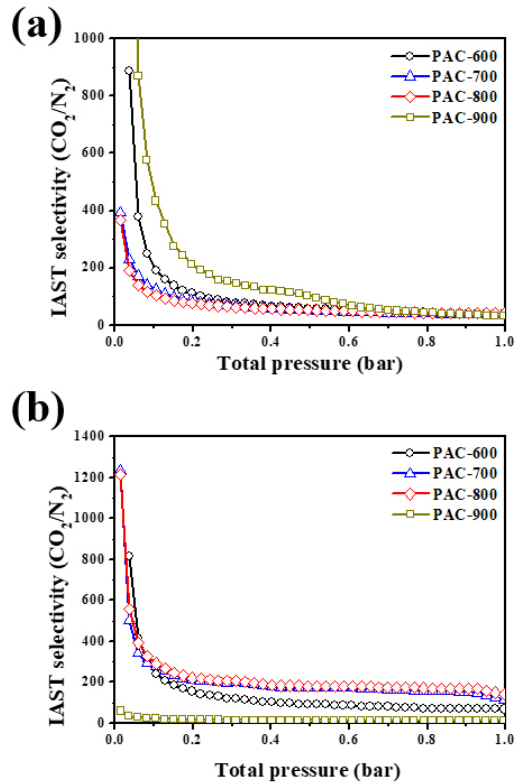 (a)
1000
800
600
400
200
0
IAST selectivity (CO₂/N₂)
PAC-600
PAC-700
PAC-800
PAC-900
0.0 0.2 0.4 0.6 0.8 1.0
Total pressure (bar)
(b)
1400
1200
1000
800
600
400
200
0
IAST selectivity (CO₂/N₂)
PAC-600
PAC-700
PAC-800
PAC-900
0.0 0.2 0.4 0.6 0.8 1.0
Total pressure (bar)